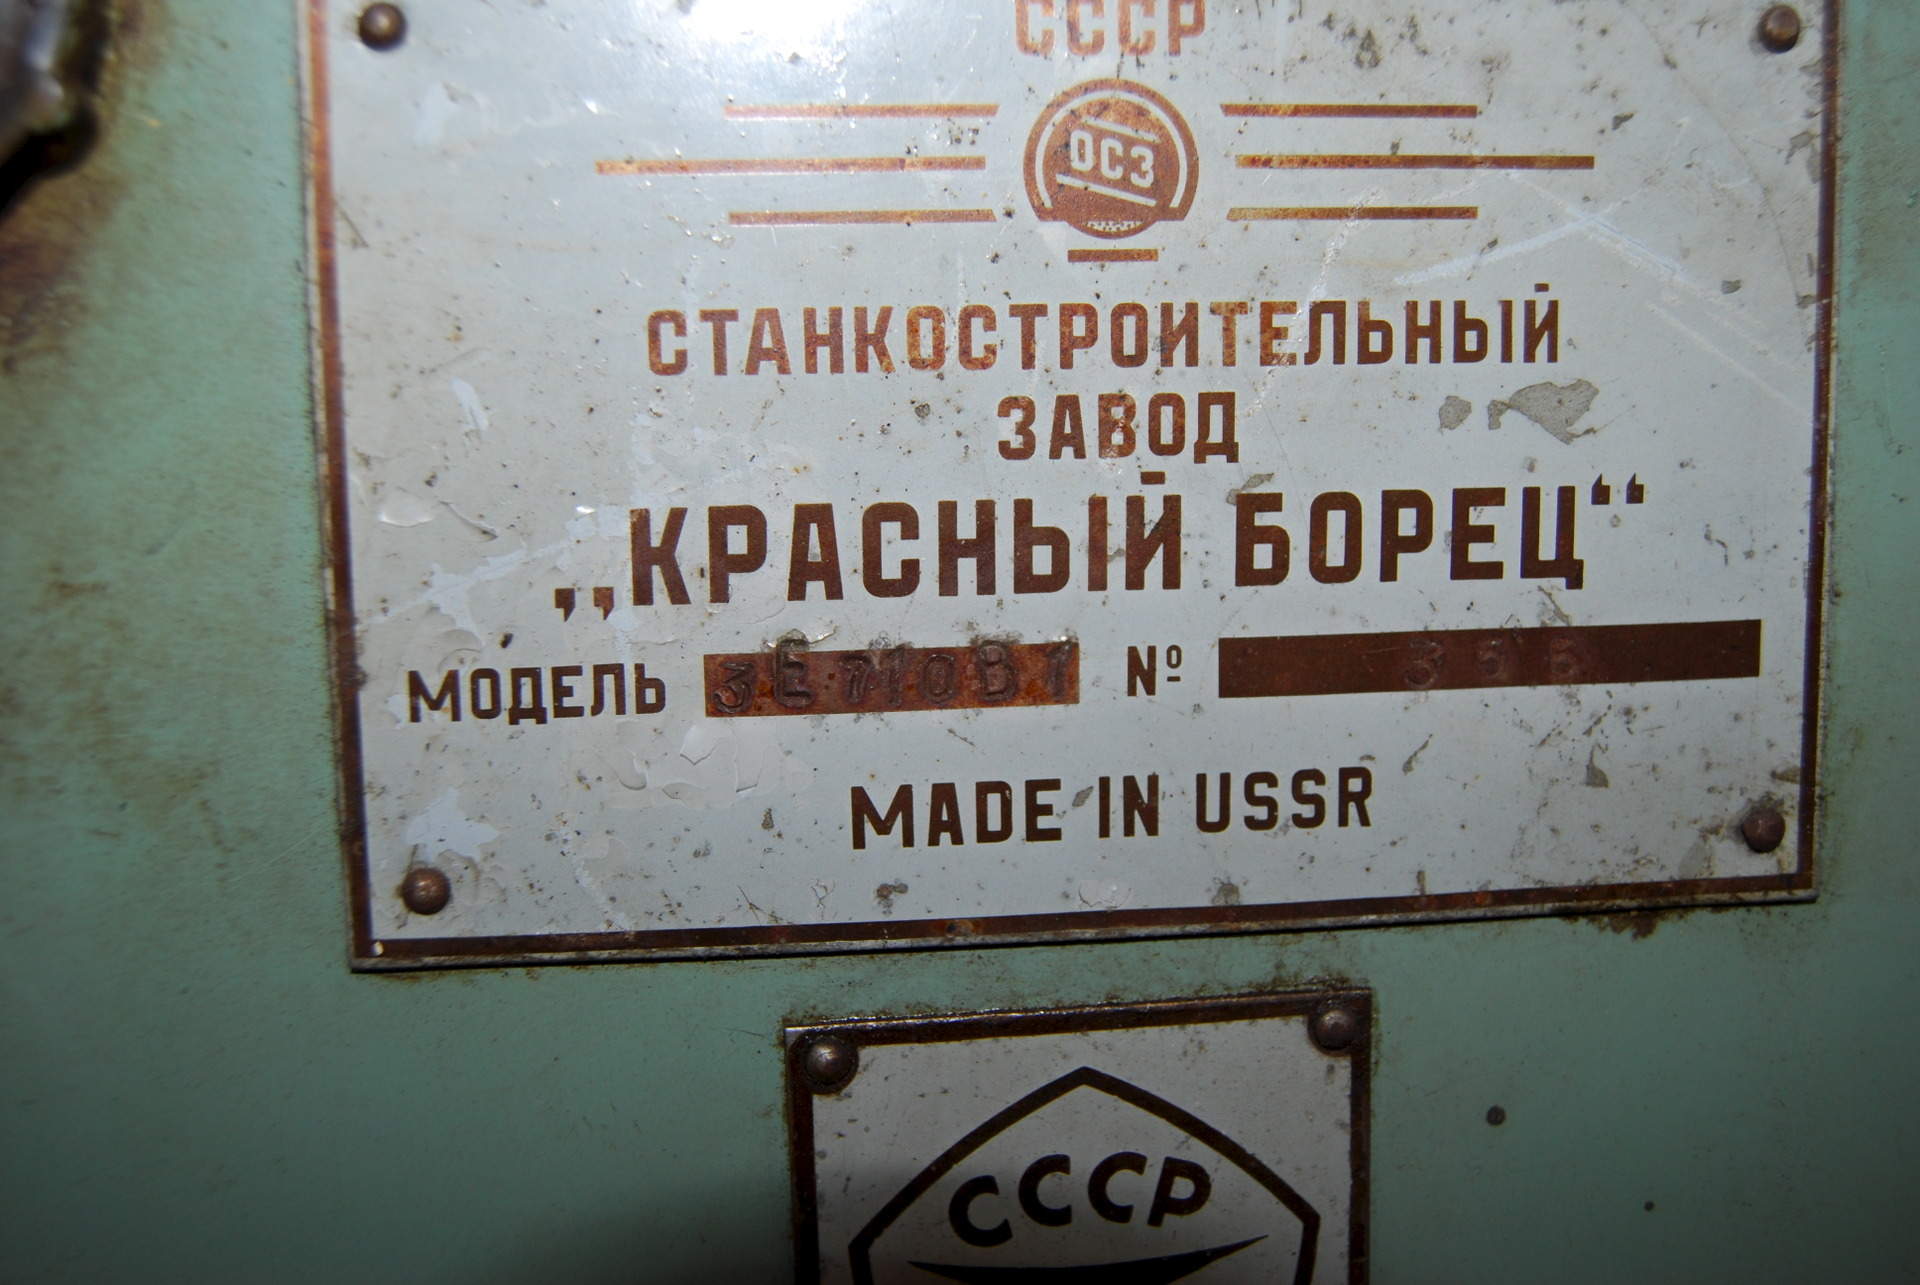 СССР
ОСЗ
СТАНКОСТРОИТЕЛЬНЫЙ
ЗАВОД
„КРАСНЫЙ БОРЕЦ“
МОДЕЛЬ 3Е710В1 №
MADE IN USSR
СССР